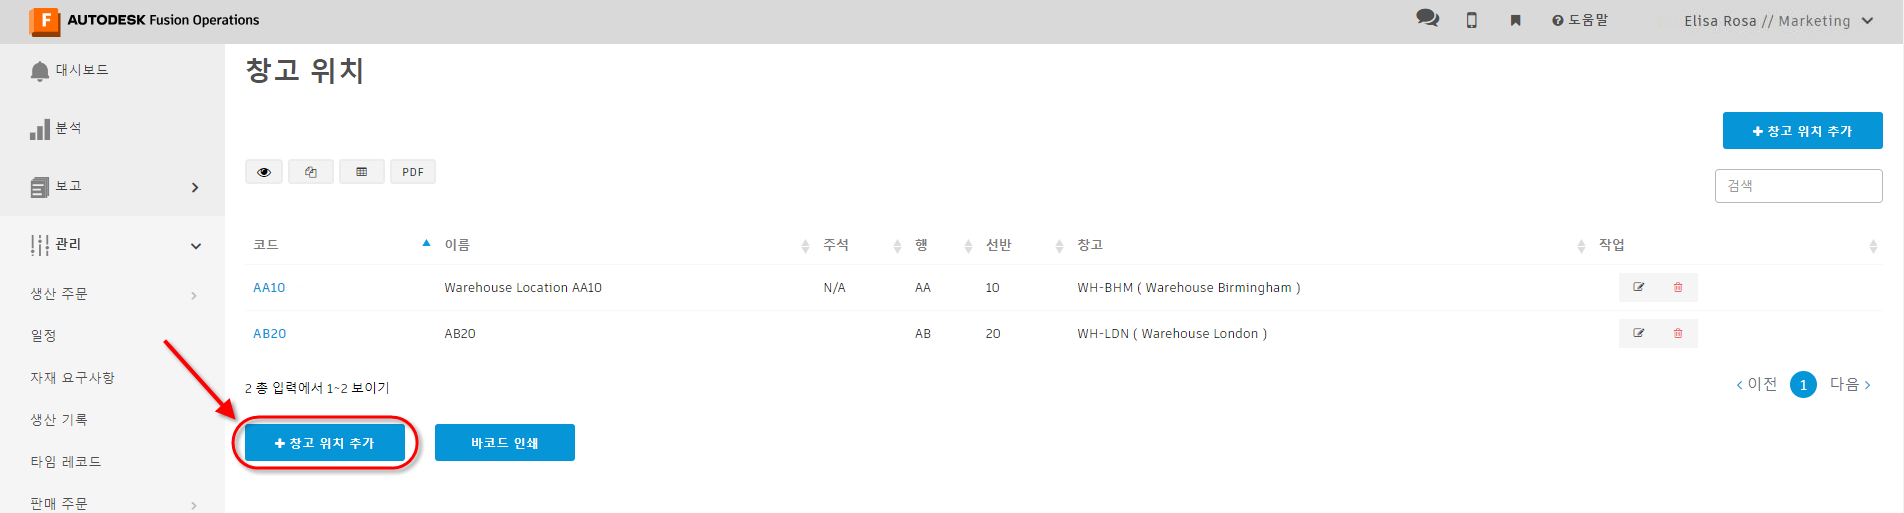 AUTODESK Fusion Operations
도움말
Elisa Rosa // Marketing
대시보드
분석
보고
관리
생산 주문
일정
자재 요구사항
생산 기록
타임 레코드
판매 주문
창고 위치
창고 위치 추가
PDF
검색
코드 이름 주석 행 선반 창고 작업
AA10 Warehouse Location AA10 N/A AA 10 WH-BHM ( Warehouse Birmingham )
AB20 AB20 AB 20 WH-LDN ( Warehouse London )
2 총 입력에서 1~2 보이기
이전 1 다음
창고 위치 추가 바코드 인쇄